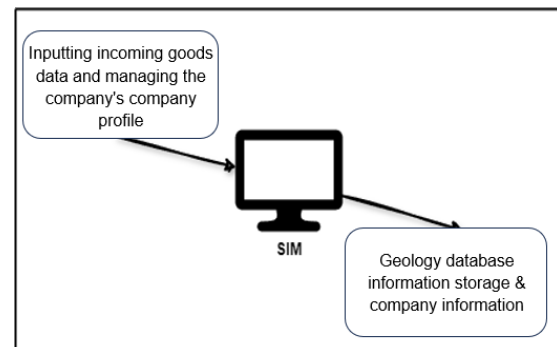 Inputting incoming goods
data and managing the
company's company
profile
SIM
Geology database
information storage &
company information